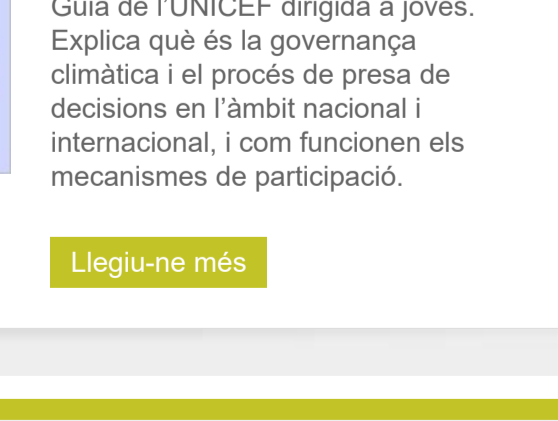 Guia de l’UNICEF dirigida a joves.
Explica què és la governança
climàtica i el procés de presa de
decisions en l’àmbit nacional i
internacional, i com funcionen els
mecanismes de participació.
Llegiu-ne més